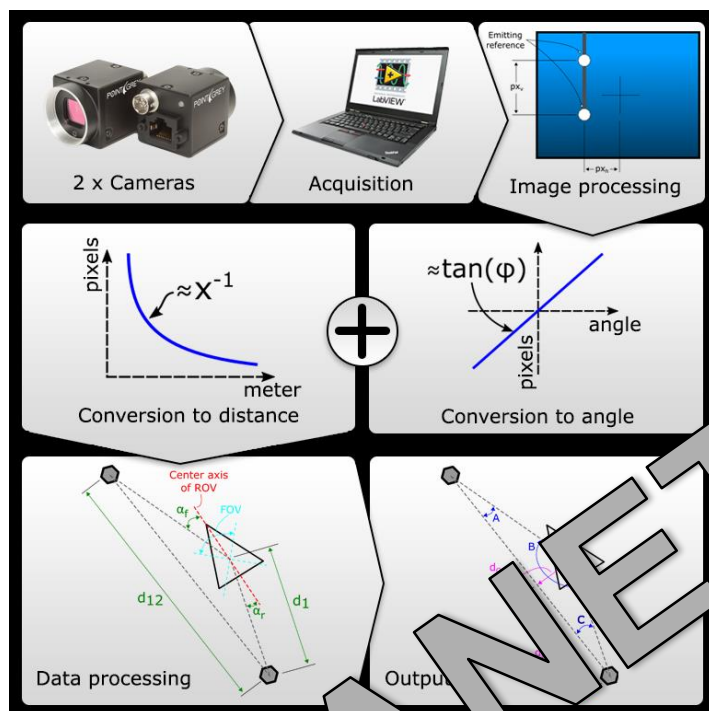 POINTGREY
POINTGREY
LabVIEW
ThinkPad
2 x Cameras
Acquisition
Emitting
reference
pxᵥ
pxₕ
Image processing
pixels
≈x⁻¹
meter
Conversion to distance
+
≈tan(φ)
angle
pixels
Conversion to angle
Center axis
of ROV
αf
FOV
d12
d1
αr
Data processing
A
B
C
NET